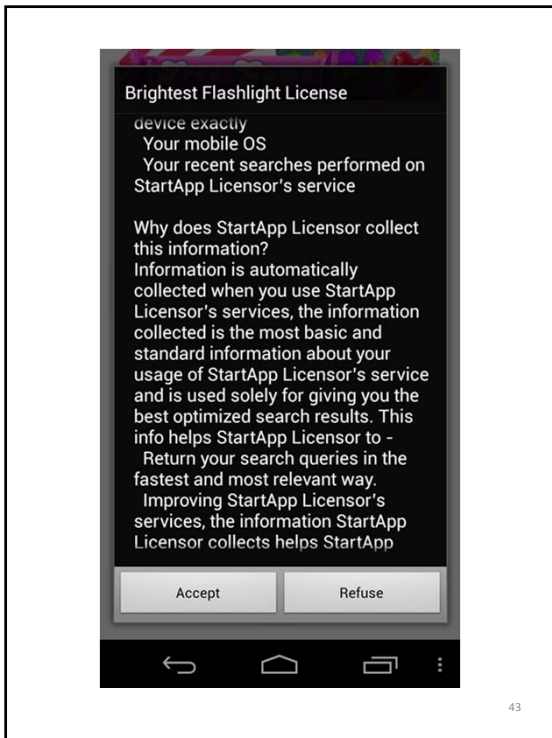 Brightest Flashlight License
device exactly
Your mobile OS
Your recent searches performed on
StartApp Licensor's service
Why does StartApp Licensor collect
this information?
Information is automatically
collected when you use StartApp
Licensor's services, the information
collected is the most basic and
standard information about your
usage of StartApp Licensor's service
and is used solely for giving you the
best optimized search results. This
info helps StartApp Licensor to -
Return your search queries in the
fastest and most relevant way.
Improving StartApp Licensor's
services, the information StartApp
Licensor collects helps StartApp
Accept
Refuse
43